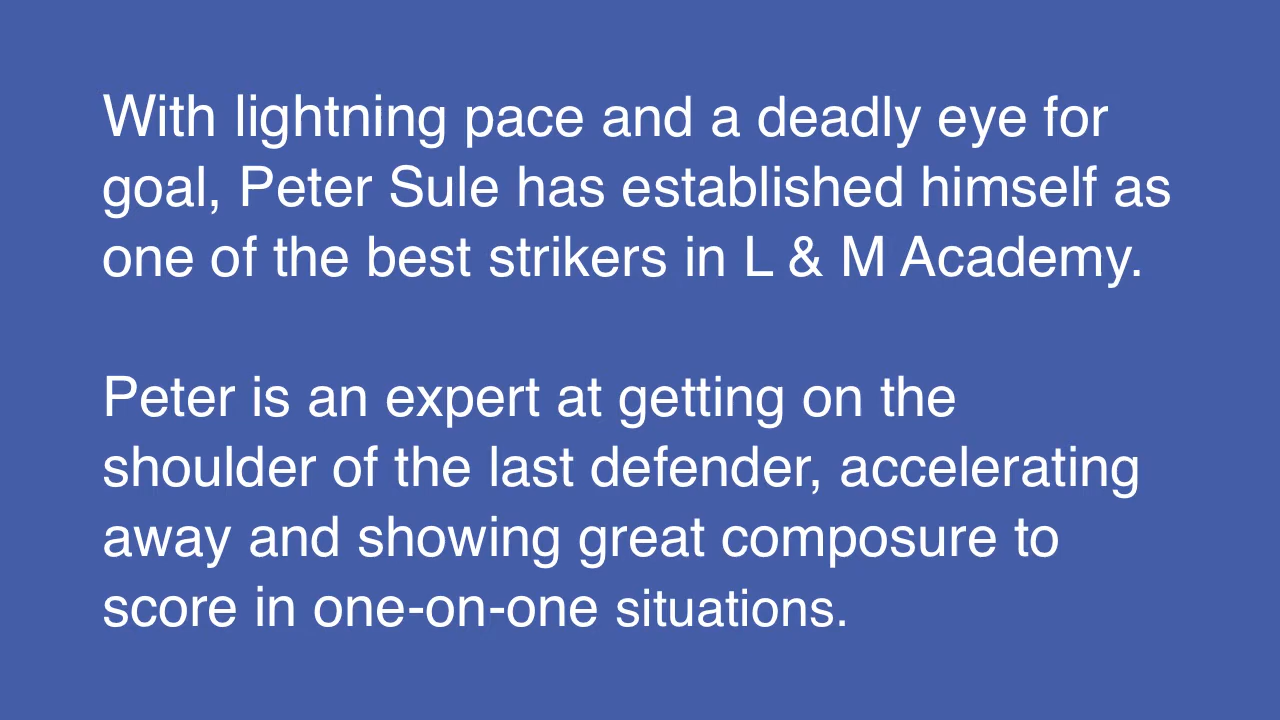 With lightning pace and a deadly eye for
goal, Peter Sule has established himself as
one of the best strikers in L & M Academy.
Peter is an expert at getting on the
shoulder of the last defender, accelerating
away and showing great composure to
score in one-on-one situations.